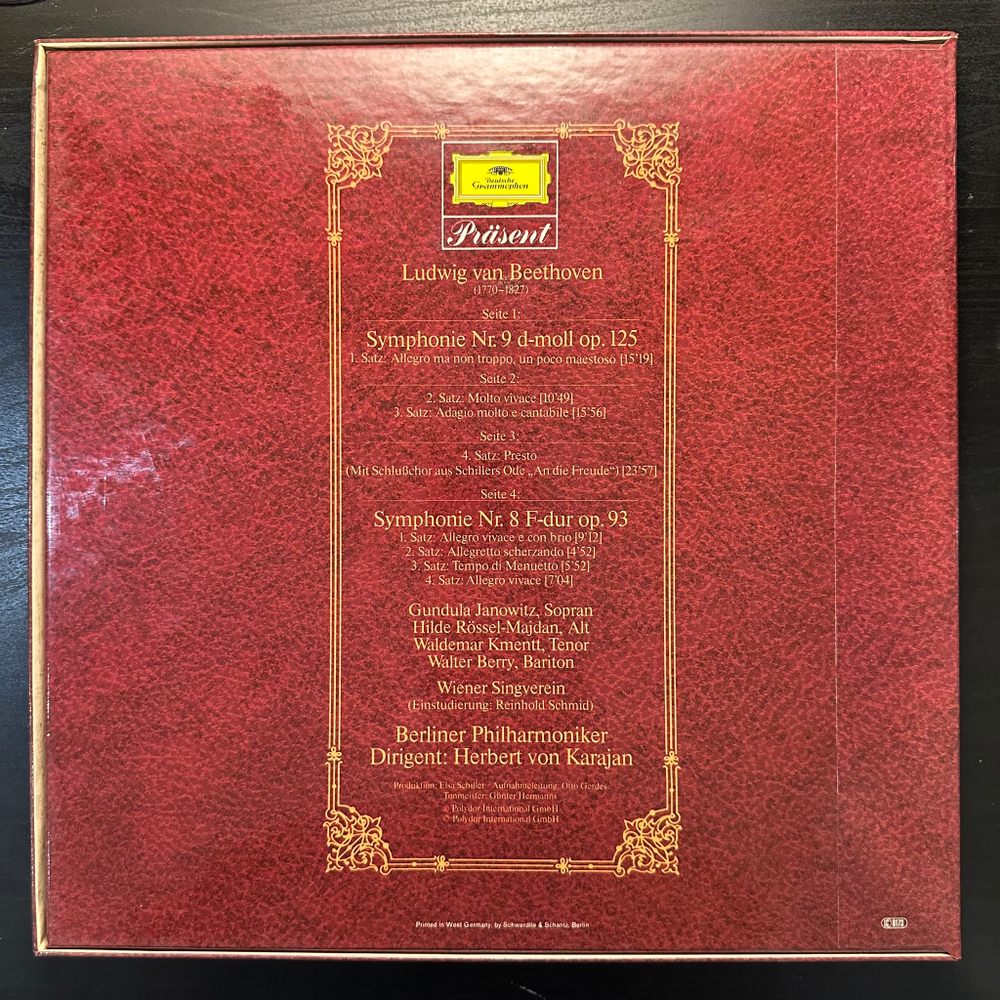 Deutsche
Grammophon
Präsent
Ludwig van Beethoven
(1770–1827)
Seite 1:
Symphonie Nr. 9 d-moll op. 125
1. Satz: Allegro ma non troppo, un poco maestoso [15'19]
Seite 2:
2. Satz: Molto vivace [10'49]
3. Satz: Adagio molto e cantabile [15'56]
Seite 3:
4. Satz: Presto
(Mit Schlußchor aus Schillers Ode „An die Freude“) [23'57]
Seite 4:
Symphonie Nr. 8 F-dur op. 93
1. Satz: Allegro vivace e con brio [9'12]
2. Satz: Allegretto scherzando [4'52]
3. Satz: Tempo di Menuetto [5'52]
4. Satz: Allegro vivace [7'04]
Gundula Janowitz, Sopran
Hilde Rössel-Majdan, Alt
Waldemar Kmentt, Tenor
Walter Berry, Bariton
Wiener Singverein
(Einstudierung: Reinhold Schmid)
Berliner Philharmoniker
Dirigent: Herbert von Karajan
Produktion: Elsa Schiller · Aufnahmeleitung: Otto Gerdes
Tonmeister: Günter Hermanns
℗ Polydor International GmbH
© Polydor International GmbH
Printed in West Germany, by Schwerdtle & Schantz, Berlin
LC 0173